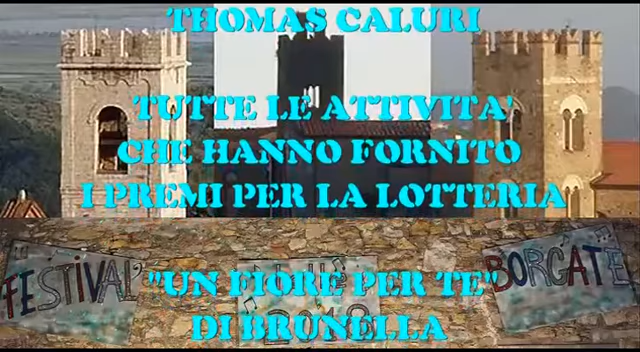 THOMAS CALURI
TUTTE LE ATTIVITA'
CHE HANNO FORNITO
I PREMI PER LA LOTTERIA
"UN FIORE PER TE"
DI BRUNELLA
FESTIVAL
BORGATE
2018